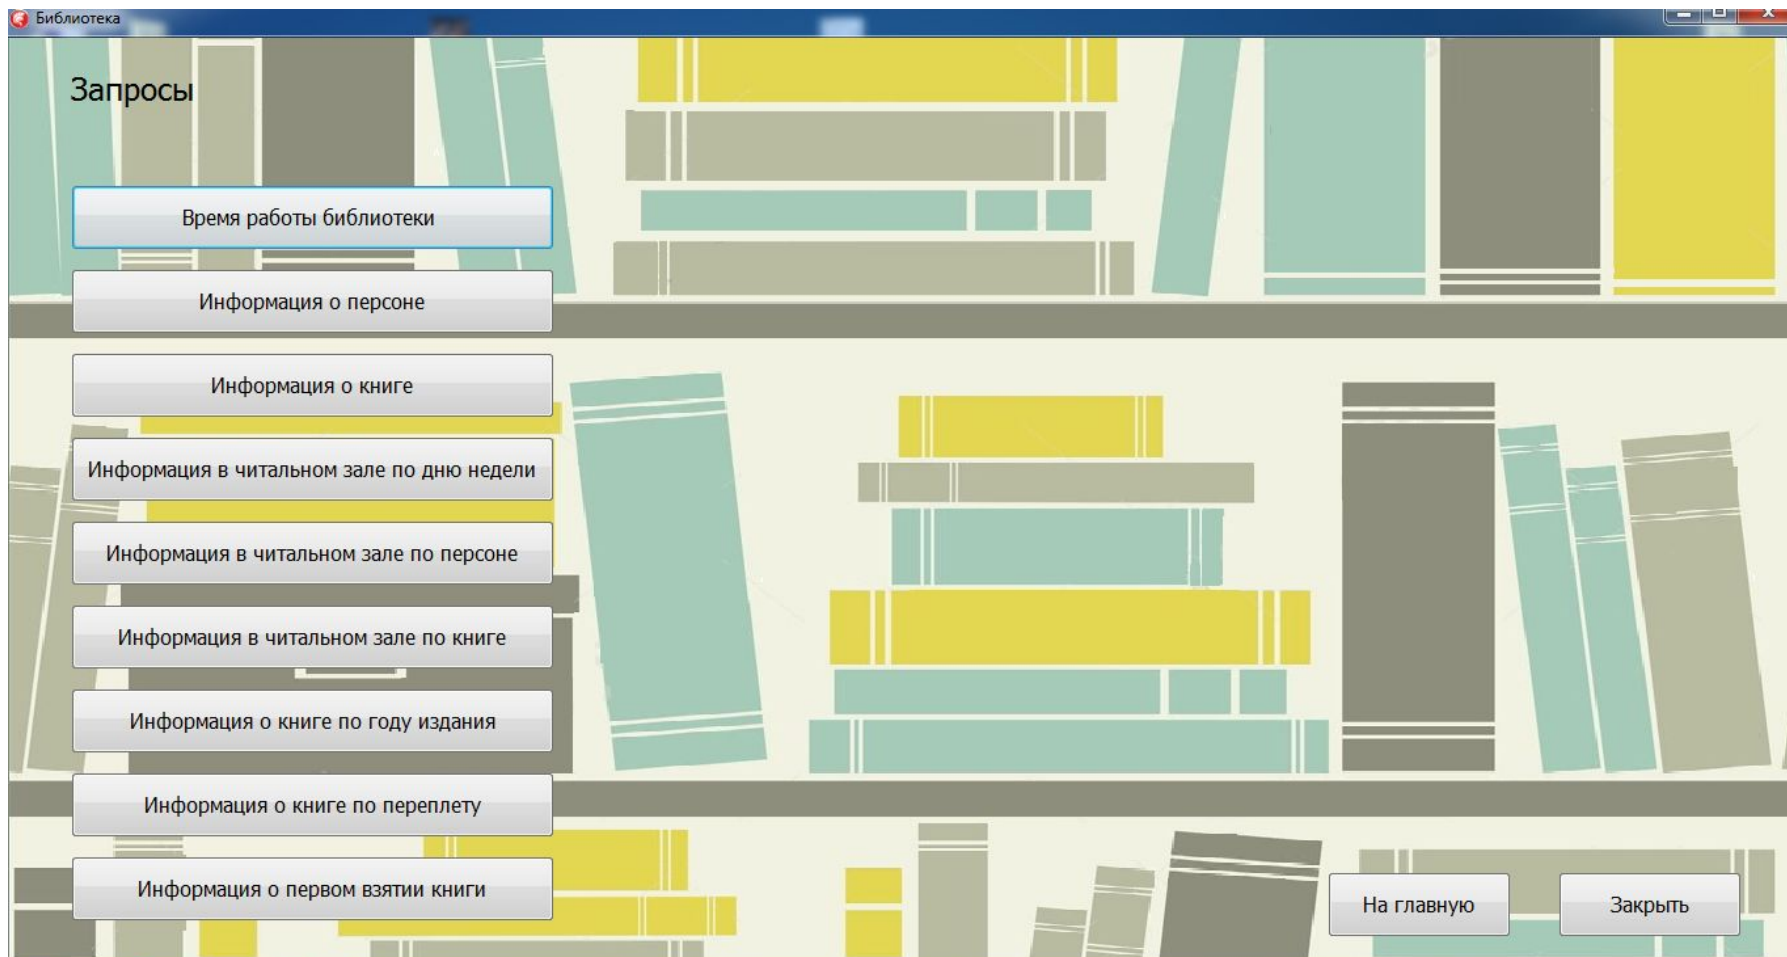 Библиотека
Запросы
Время работы библиотеки
Информация о персоне
Информация о книге
Информация в читальном зале по дню недели
Информация в читальном зале по персоне
Информация в читальном зале по книге
Информация о книге по году издания
Информация о книге по переплету
Информация о первом взятии книги
На главную
Закрыть